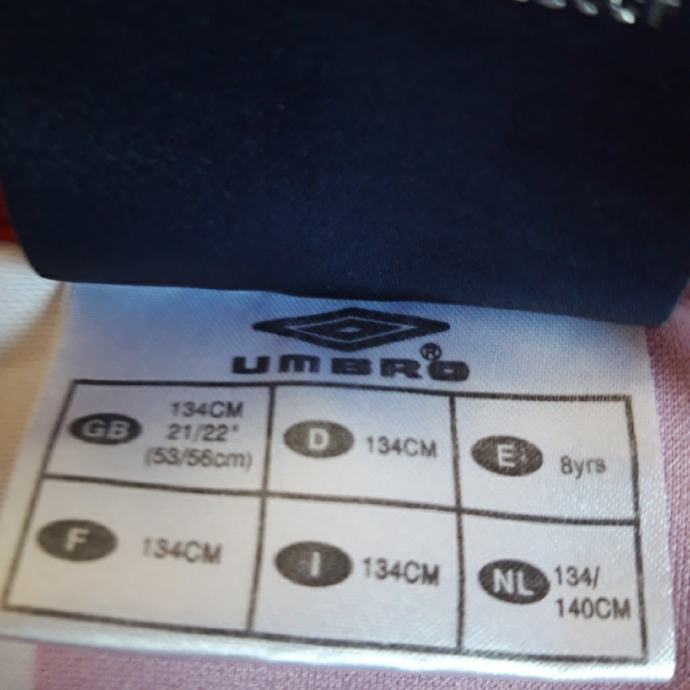 UMBRO®
GB 134CM
21/22"
(53/56cm)
D 134CM
E 8yrs
F 134CM
I 134CM
NL 134/
140CM